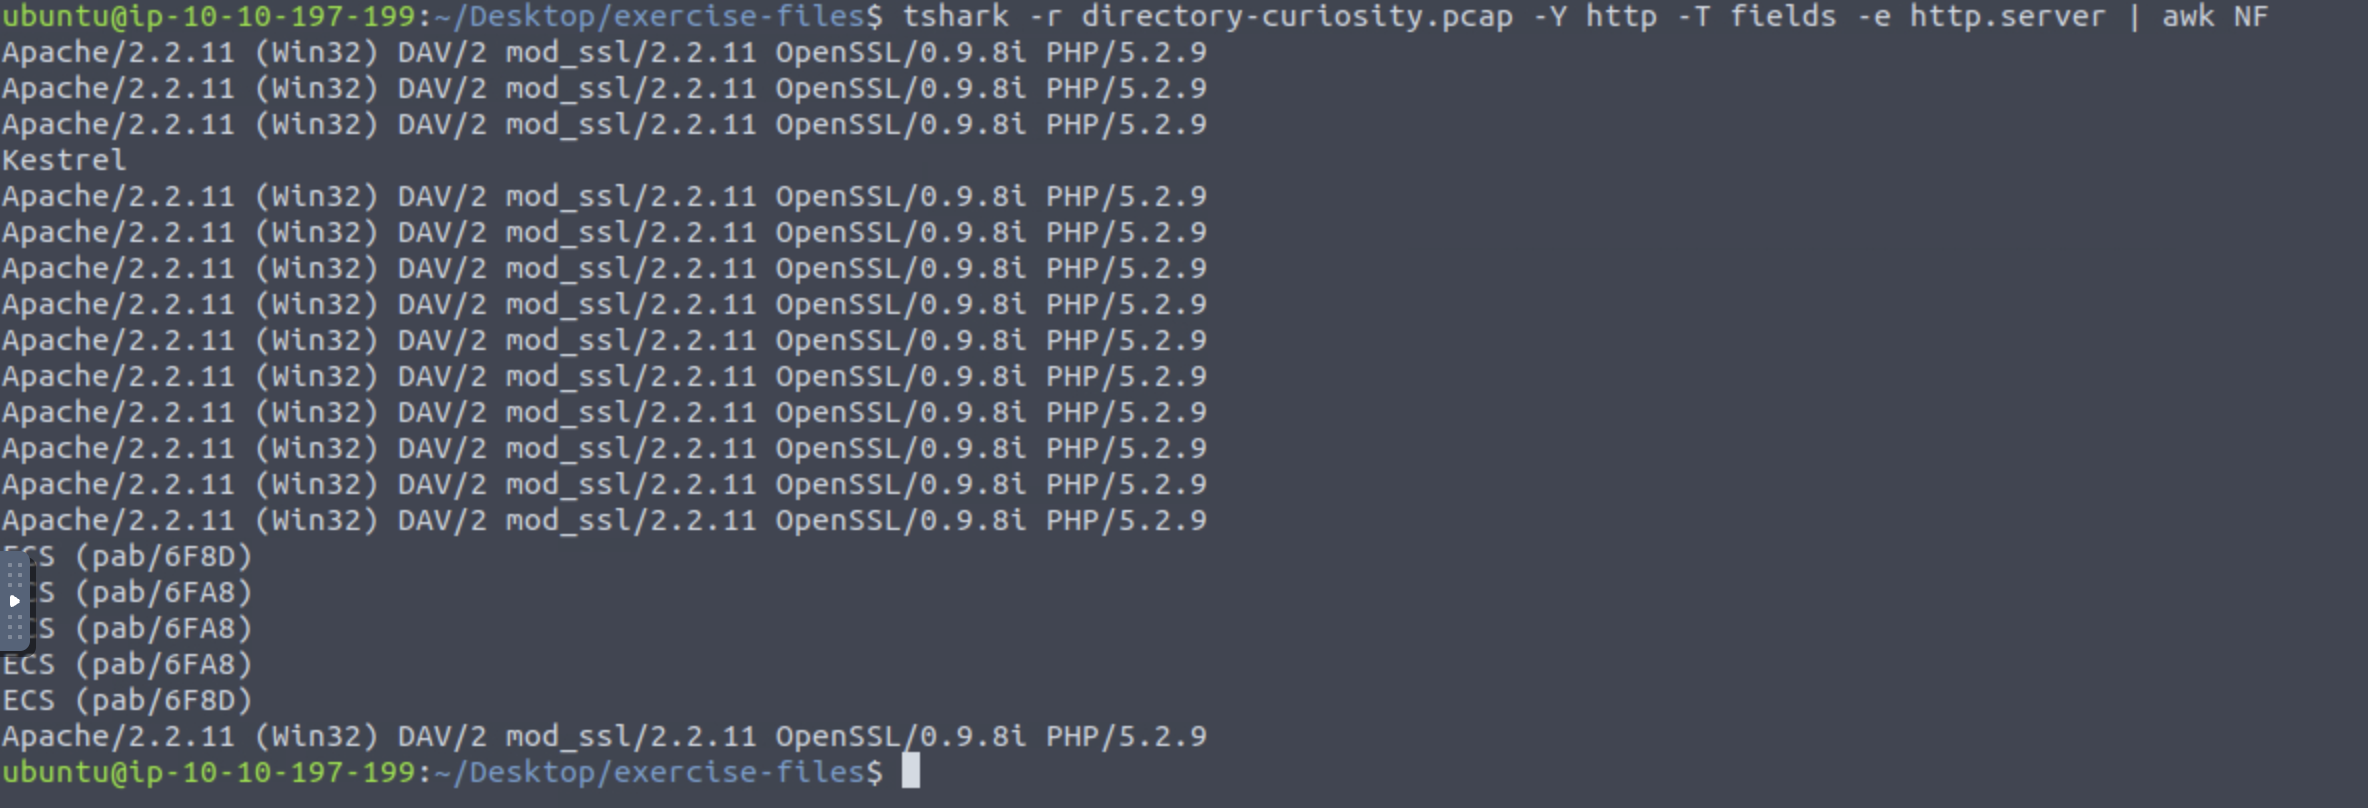 ubuntu@ip-10-10-197-199:~/Desktop/exercise-files$ tshark -r directory-curiosity.pcap -Y http -T fields -e http.server | awk NF
Apache/2.2.11 (Win32) DAV/2 mod_ssl/2.2.11 OpenSSL/0.9.8i PHP/5.2.9
Apache/2.2.11 (Win32) DAV/2 mod_ssl/2.2.11 OpenSSL/0.9.8i PHP/5.2.9
Apache/2.2.11 (Win32) DAV/2 mod_ssl/2.2.11 OpenSSL/0.9.8i PHP/5.2.9
Kestrel
Apache/2.2.11 (Win32) DAV/2 mod_ssl/2.2.11 OpenSSL/0.9.8i PHP/5.2.9
Apache/2.2.11 (Win32) DAV/2 mod_ssl/2.2.11 OpenSSL/0.9.8i PHP/5.2.9
Apache/2.2.11 (Win32) DAV/2 mod_ssl/2.2.11 OpenSSL/0.9.8i PHP/5.2.9
Apache/2.2.11 (Win32) DAV/2 mod_ssl/2.2.11 OpenSSL/0.9.8i PHP/5.2.9
Apache/2.2.11 (Win32) DAV/2 mod_ssl/2.2.11 OpenSSL/0.9.8i PHP/5.2.9
Apache/2.2.11 (Win32) DAV/2 mod_ssl/2.2.11 OpenSSL/0.9.8i PHP/5.2.9
Apache/2.2.11 (Win32) DAV/2 mod_ssl/2.2.11 OpenSSL/0.9.8i PHP/5.2.9
Apache/2.2.11 (Win32) DAV/2 mod_ssl/2.2.11 OpenSSL/0.9.8i PHP/5.2.9
Apache/2.2.11 (Win32) DAV/2 mod_ssl/2.2.11 OpenSSL/0.9.8i PHP/5.2.9
Apache/2.2.11 (Win32) DAV/2 mod_ssl/2.2.11 OpenSSL/0.9.8i PHP/5.2.9
ECS (pab/6F8D)
(pab/6FA8)
(pab/6FA8)
ECS (pab/6FA8)
ECS (pab/6F8D)
Apache/2.2.11 (Win32) DAV/2 mod_ssl/2.2.11 OpenSSL/0.9.8i PHP/5.2.9
ubuntu@ip-10-10-197-199:~/Desktop/exercise-files$